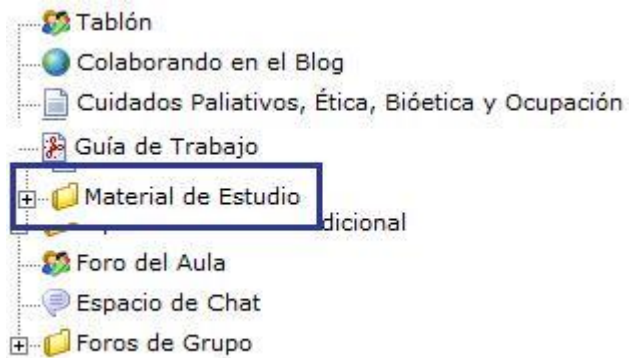 Tablón
Colaborando en el Blog
Cuidados Paliativos, Ética, Bióetica y Ocupación
Guía de Trabajo
Material de Estudio
dicional
Foro del Aula
Espacio de Chat
Foros de Grupo